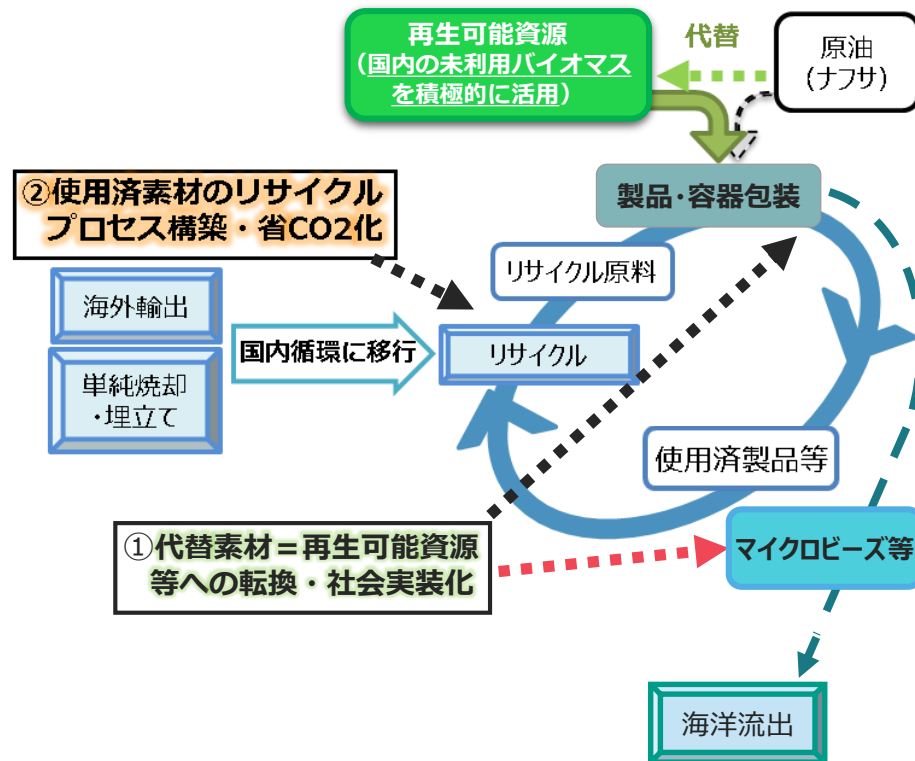 再生可能資源
（国内の未利用バイオマス
を積極的に活用）
代替
原油
(ナフサ)
製品･容器包装
②使用済素材のリサイクル
プロセス構築・省CO2化
リサイクル原料
海外輸出
国内循環に移行
リサイクル
単純焼却
・埋立て
使用済製品等
①代替素材＝再生可能資源
等への転換・社会実装化
マイクロビーズ等
海洋流出